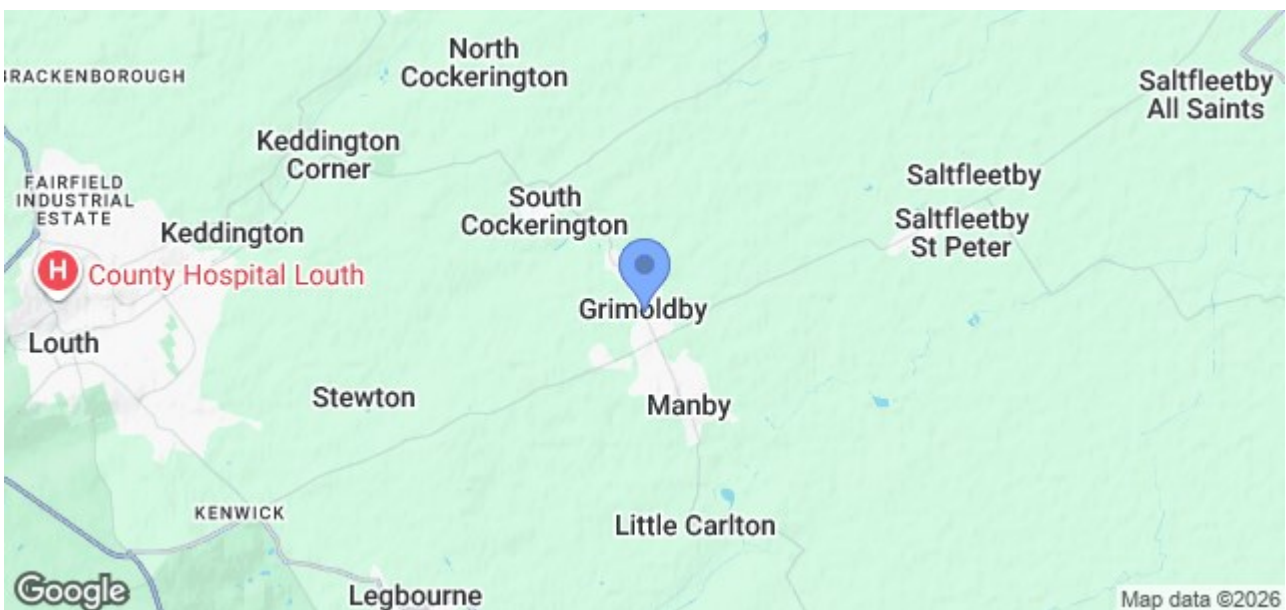 North
Cockerington
BRACKENBOROUGH
Saltfleetby
All Saints
Keddington
Corner
FAIRFIELD
INDUSTRIAL
ESTATE
South
Cockerington
Saltfleetby
Keddington
Saltfleetby
St Peter
H
County Hospital Louth
Grimoldby
Louth
Stewton
Manby
KENWICK
Little Carlton
Legbourne
Google
Map data ©2026